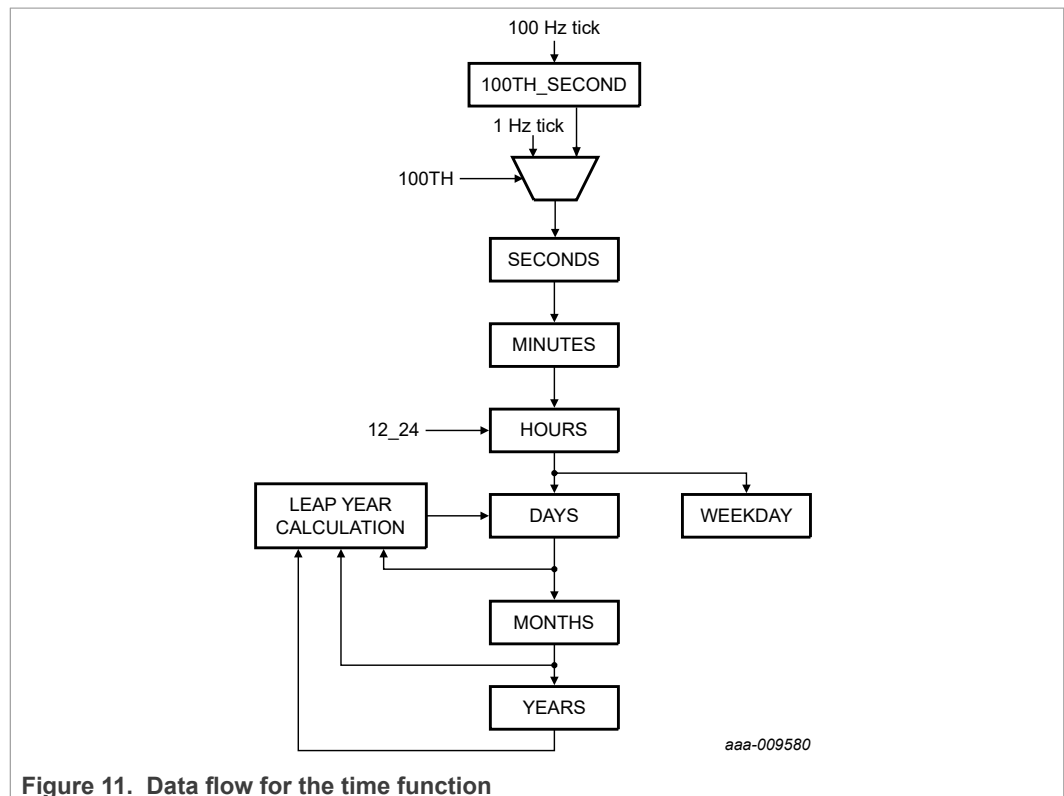 100 Hz tick
100TH_SECOND
1 Hz tick
100TH
SECONDS
MINUTES
12_24
HOURS
LEAP YEAR
CALCULATION
DAYS
WEEKDAY
MONTHS
YEARS
aaa-009580
Figure 11. Data flow for the time function